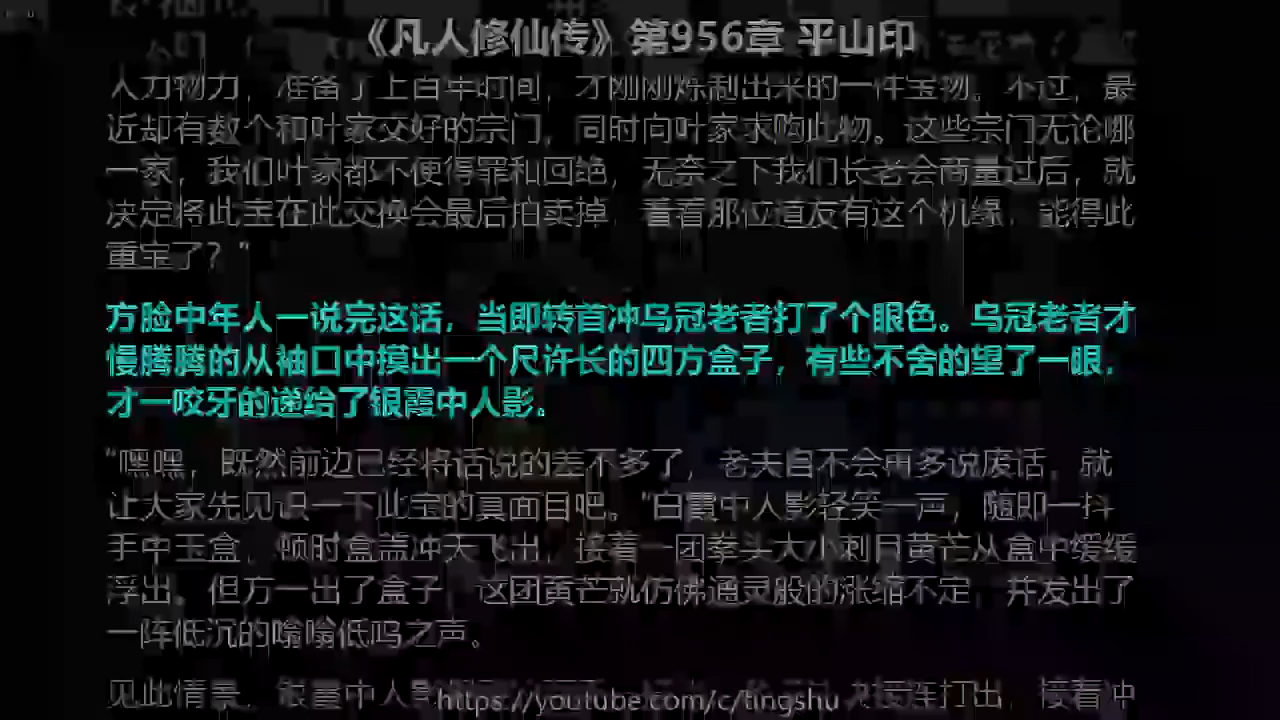 《凡人修仙传》第956章 平山印
人力物力，准备了上百年时间，才刚刚炼制出来的一件宝物。不过，最
近却有数个和叶家交好的宗门，同时向叶家求购此物。这些宗门无论哪
一家，我们叶家都不便得罪和回绝，无奈之下我们长老会商量过后，就
决定将此宝在此交换会最后拍卖掉，看看那位道友有这个机缘，能得此
重宝了？”
方脸中年人一说完这话，当即转首冲乌冠老者打了个眼色。乌冠老者才
慢腾腾的从袖口中摸出一个尺许长的四方盒子，有些不舍的望了一眼，
才一咬牙的递给了银霞中人影。
“嘿嘿，既然前边已经将话说的差不多了，老夫自不会再多说废话，就
让大家先见识一下此宝的真面目吧。”白霞中人影轻笑一声，随即一抖
手中玉盒，顿时盒盖冲天飞出，接着一团拳头大小刺目黄芒从盒中缓缓
浮出。但方一出了盒子，这团黄芒就仿佛通灵般的涨缩不定，并发出了
一阵低沉的嗡嗡低鸣之声。
见此情景，银霞中人影 连打出，接着冲
https://youtube.com/c/tingshu